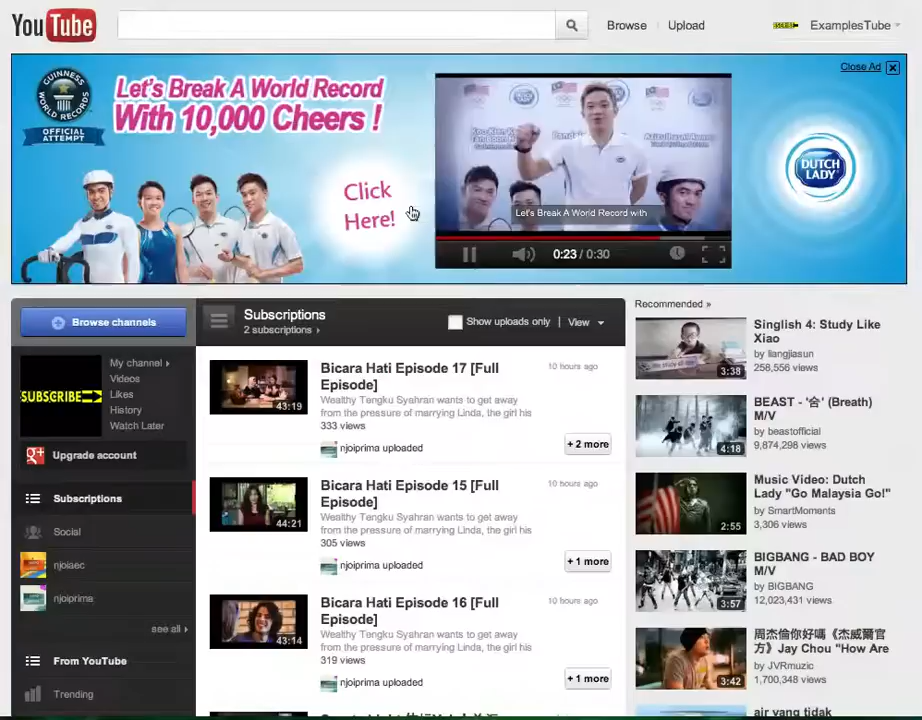 YouTube
Browse
Upload
ExamplesTube
Close Ad
GUINNESS
WORLD RECORDS
OFFICIAL
ATTEMPT
Let's Break A World Record
With 10,000 Cheers !
Click
Here!
Let's Break A World Record with
0:23 / 0:30
DUTCH
LADY
Browse channels
SUBSCRIBE
My channel
Videos
Likes
History
Watch Later
Upgrade account
Subscriptions
Social
njoiaec
njoiprima
see all
From YouTube
Trending
Subscriptions
2 subscriptions
Show uploads only
View
43:19
Bicara Hati Episode 17 [Full
Episode]
10 hours ago
Wealthy Tengku Syahran wants to get away
from the pressure of marrying Linda, the girl his
333 views
njoiprima uploaded
+ 2 more
44:21
Bicara Hati Episode 15 [Full
Episode]
10 hours ago
Wealthy Tengku Syahran wants to get away
from the pressure of marrying Linda, the girl his
305 views
njoiprima uploaded
+ 1 more
43:14
Bicara Hati Episode 16 [Full
Episode]
10 hours ago
Wealthy Tengku Syahran wants to get away
from the pressure of marrying Linda, the girl his
319 views
njoiprima uploaded
+ 1 more
Recommended »
3:38
Singlish 4: Study Like
Xiao
by liangjiasun
258,556 views
4:18
BEAST - '숨' (Breath)
M/V
by beastofficial
9,874,298 views
2:55
Music Video: Dutch
Lady "Go Malaysia Go!"
by SmartMoments
3,306 views
3:57
BIGBANG - BAD BOY
M/V
by BIGBANG
12,023,431 views
3:42
周杰倫你好嗎《杰威爾官
方》Jay Chou "How Are
by JVRmuzic
1,700,348 views
air yang tidak